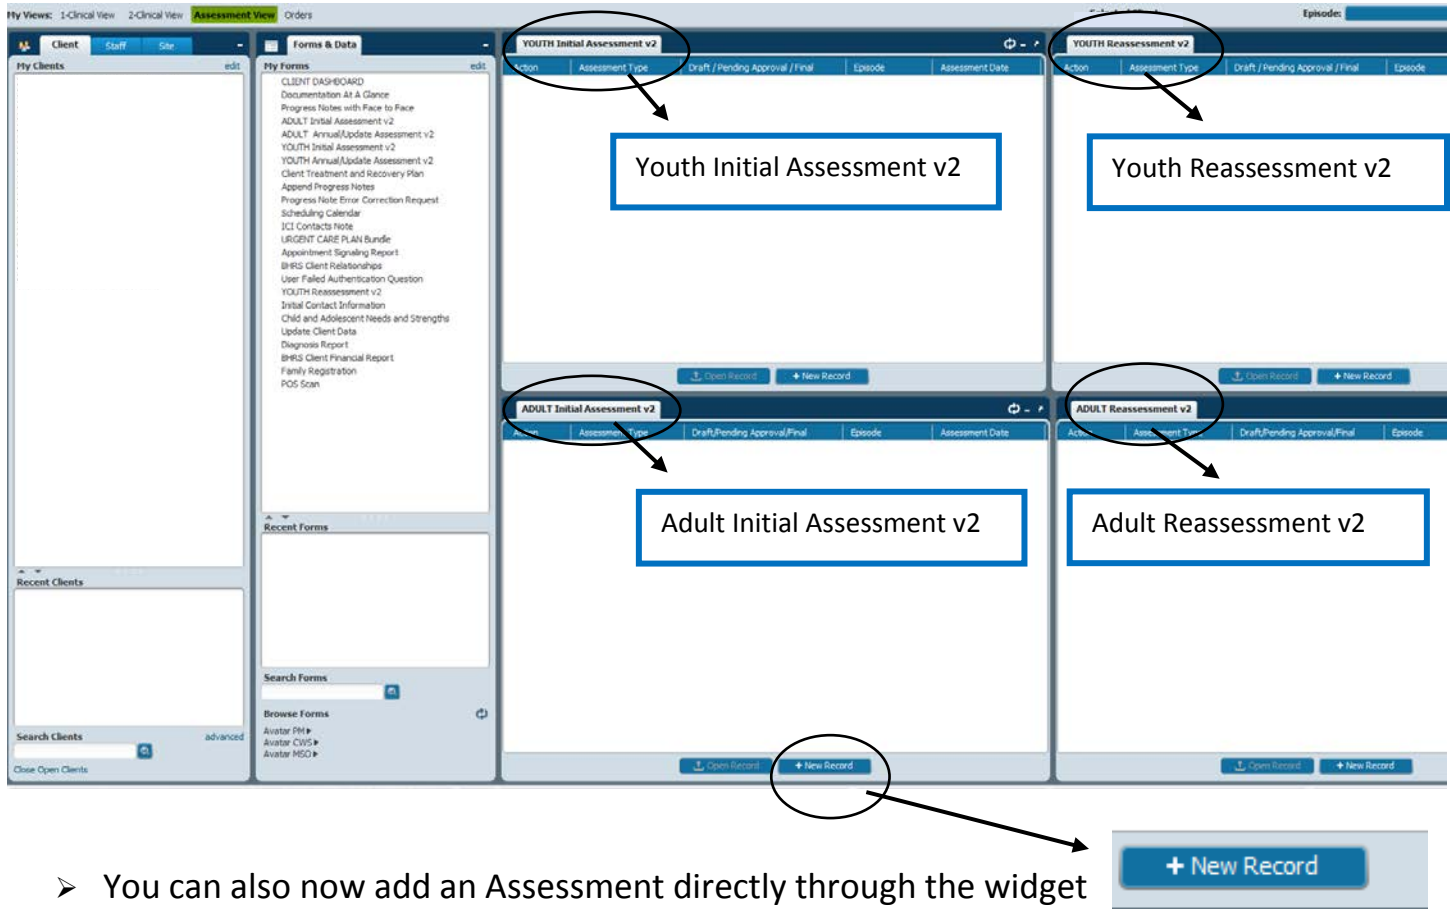 My Views: 1-Clinical View 2-Clinical View Assessment View Orders
Episode:
Client Staff Site
My Clients edit
Recent Clients
Search Clients advanced
Close Open Clients
Forms & Data
My Forms edit
CLIENT DASHBOARD
Documentation At A Glance
Progress Notes with Face to Face
ADULT Initial Assessment v2
ADULT Annual/Update Assessment v2
YOUTH Initial Assessment v2
YOUTH Annual/Update Assessment v2
Client Treatment and Recovery Plan
Append Progress Notes
Progress Note Error Correction Request
Scheduling Calendar
ICI Contacts Note
URGENT CARE PLAN Bundle
Appointment Signaling Report
BHRS Client Relationships
User Failed Authentication Question
YOUTH Reassessment v2
Initial Contact Information
Child and Adolescent Needs and Strengths
Update Client Data
Diagnosis Report
BHRS Client Financial Report
Family Registration
POS Scan
Recent Forms
Search Forms
Browse Forms
Avatar PM
Avatar CWS
Avatar MSO
YOUTH Initial Assessment v2
Action Assessment Type Draft / Pending Approval / Final Episode Assessment Date
Youth Initial Assessment v2
Open Record + New Record
YOUTH Reassessment v2
Action Assessment Type Draft / Pending Approval / Final Episode
Youth Reassessment v2
Open Record + New Record
ADULT Initial Assessment v2
Action Assessment Type Draft/Pending Approval/Final Episode Assessment Date
Adult Initial Assessment v2
Open Record + New Record
ADULT Reassessment v2
Action Assessment Type Draft/Pending Approval/Final Episode
Adult Reassessment v2
Open Record + New Record
➢ You can also now add an Assessment directly through the widget
+ New Record